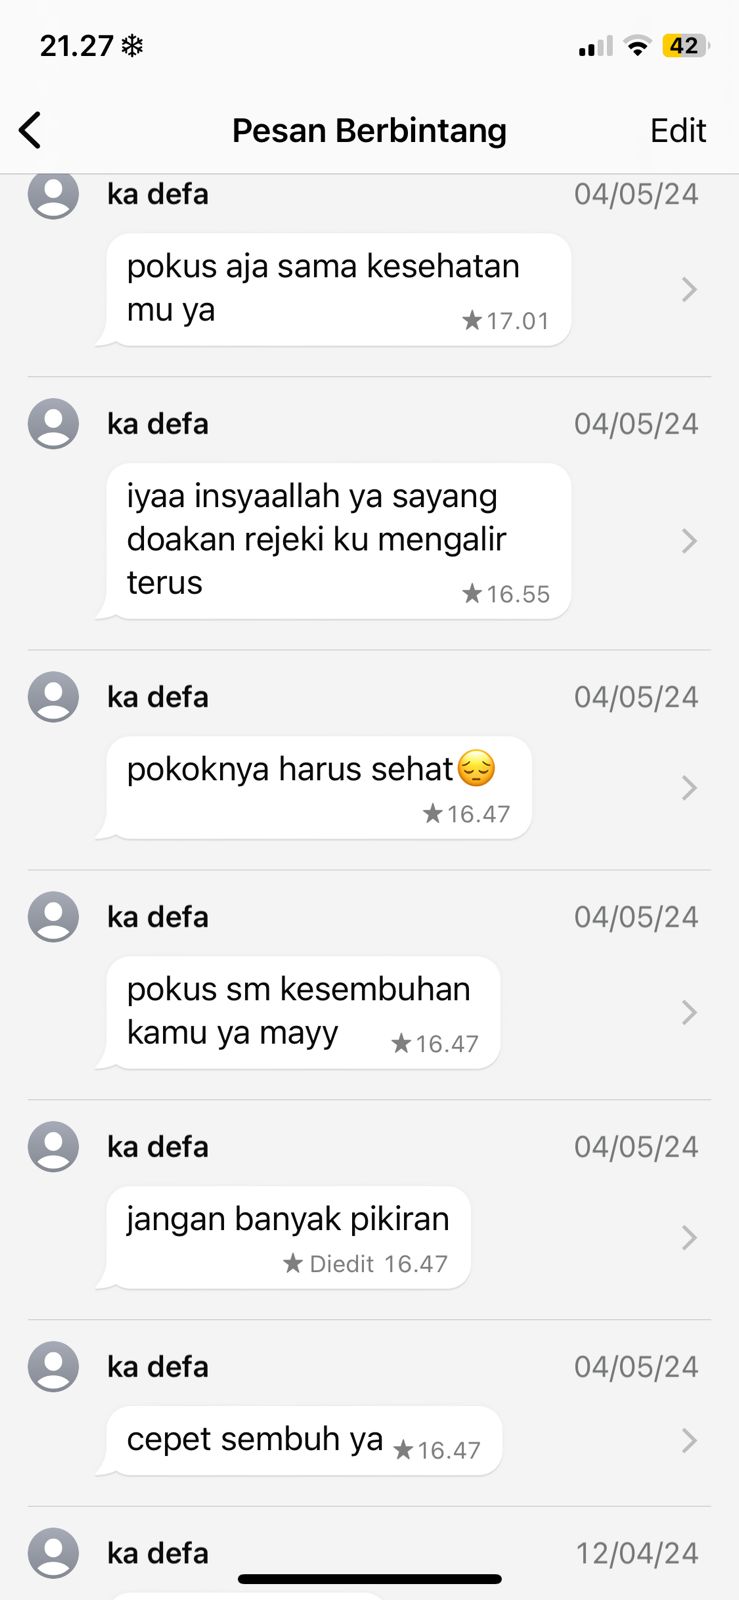 21.27 ❄
42
Pesan Berbintang
Edit
ka defa
04/05/24
pokus aja sama kesehatan
mu ya
★ 17.01
ka defa
04/05/24
iyaa insyaallah ya sayang
doakan rejeki ku mengalir
terus
★ 16.55
ka defa
04/05/24
pokoknya harus sehat😔
★ 16.47
ka defa
04/05/24
pokus sm kesembuhan
kamu ya mayy
★ 16.47
ka defa
04/05/24
jangan banyak pikiran
★ Diedit 16.47
ka defa
04/05/24
cepet sembuh ya
★ 16.47
ka defa
12/04/24